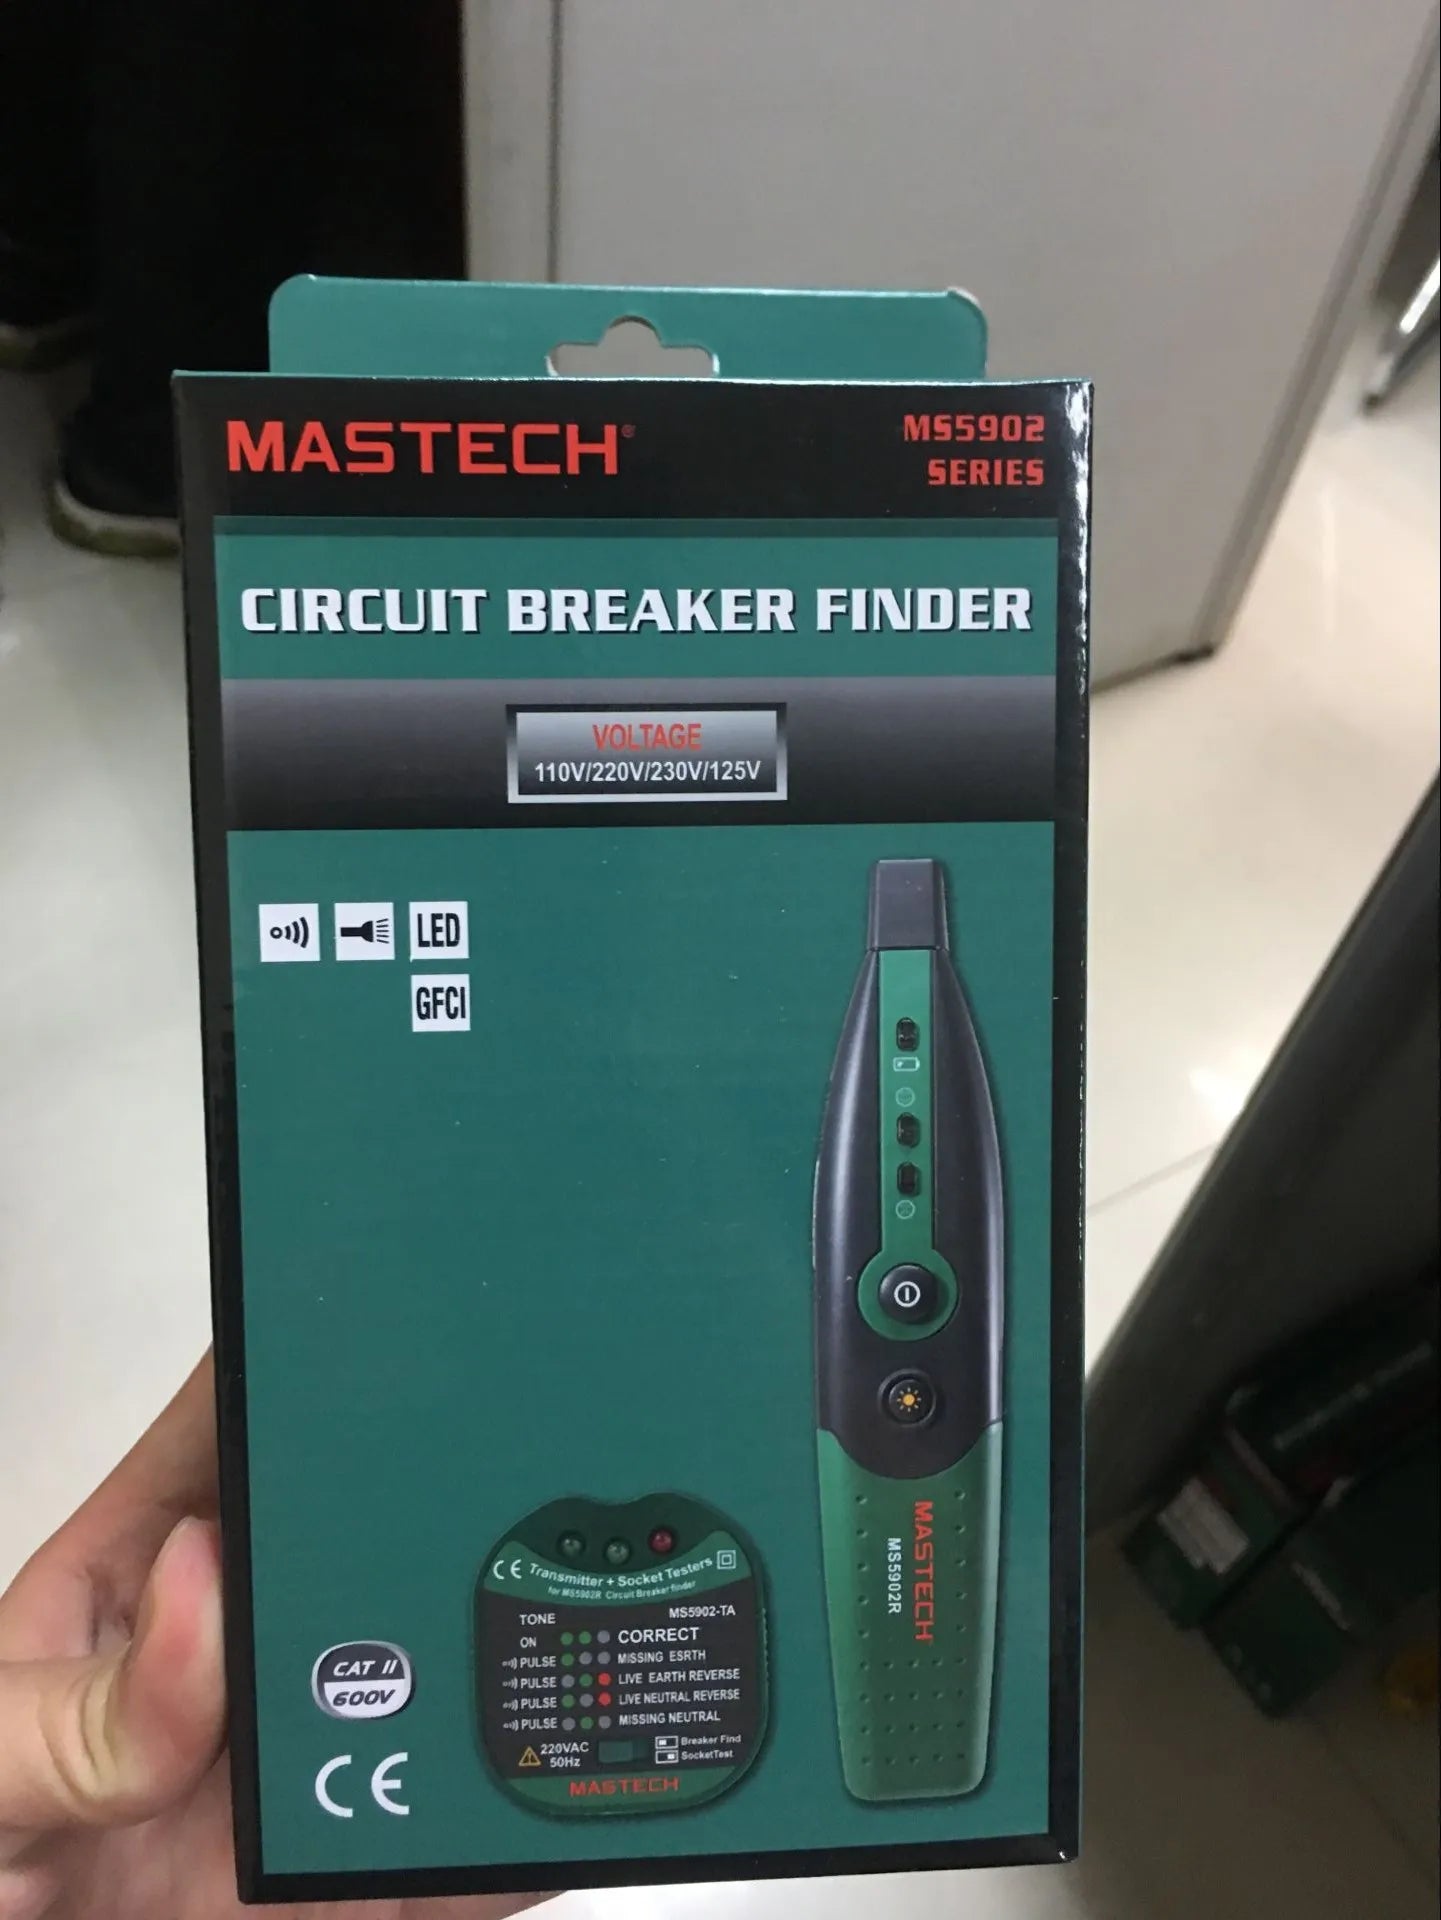 MASTECH®
MS5902
SERIES
CIRCUIT BREAKER FINDER
VOLTAGE
110V/220V/230V/125V
LED
GFCI
MASTECH
MS5902R
CE Transmitter + Socket Testers
for MS5902R Circuit Breaker finder
MS5902-TA
TONE
ON CORRECT
PULSE MISSING ESRTH
PULSE LIVE EARTH REVERSE
PULSE LIVE NEUTRAL REVERSE
PULSE MISSING NEUTRAL
220VAC
50Hz
Breaker Find
SocketTest
MASTECH
CAT II
600V
CE